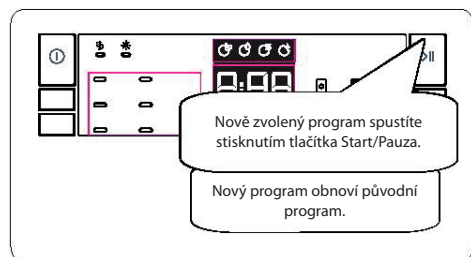 Nově zvolený program spustíte
stisknutím tlačítka Start/Pauza.
Nový program obnoví původní
program.